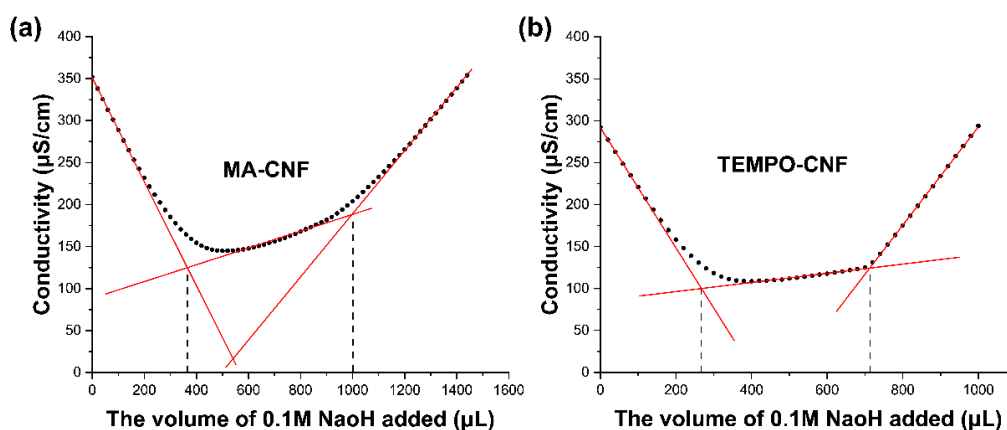 (a)
400
350
300
250
200
150
100
50
0
Conductivity (µS/cm)
MA-CNF
0 200 400 600 800 1000 1200 1400 1600
The volume of 0.1M NaoH added (µL)
(b)
400
350
300
250
200
150
100
50
0
Conductivity (µS/cm)
TEMPO-CNF
0 200 400 600 800 1000
The volume of 0.1M NaoH added (µL)